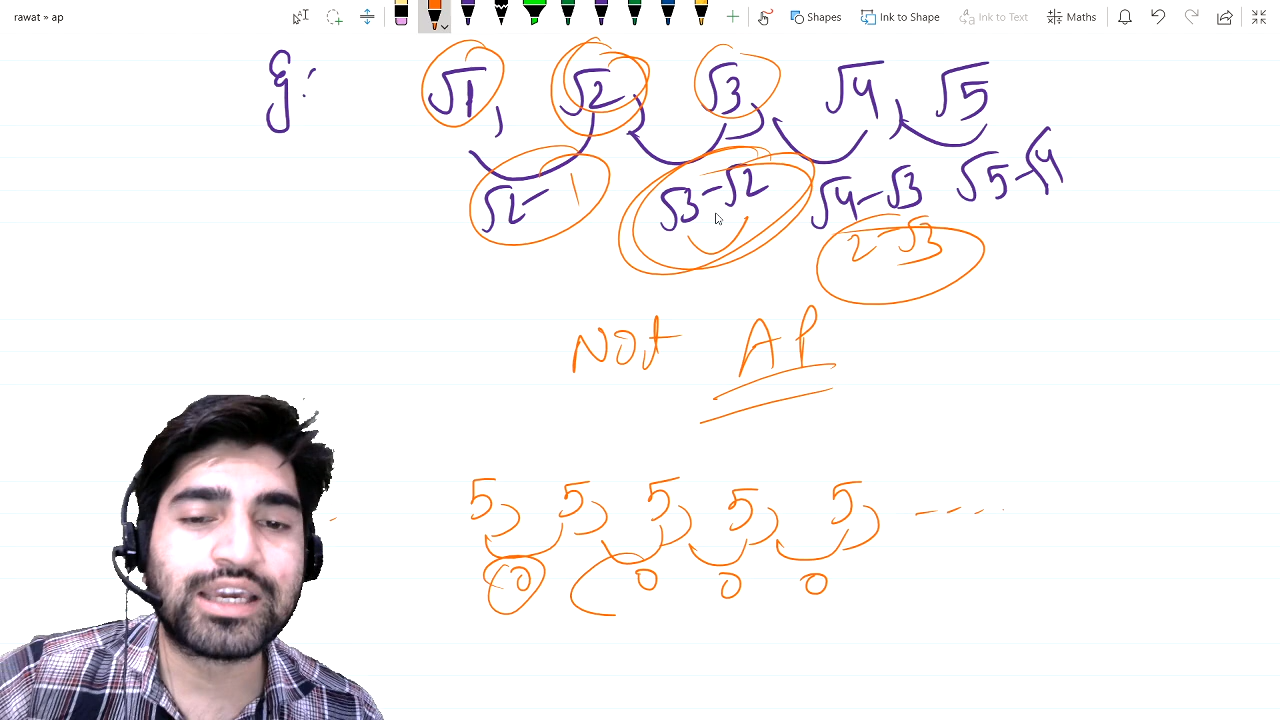 rawat » ap
Shapes Ink to Shape Ink to Text Maths
Eg:
√1, √2, √3, √4, √5
√2-1 √3-√2 √4-√3 √5-√4
2-√3
Not AP
5, 5, 5, 5, 5, ----
0 0 0 0